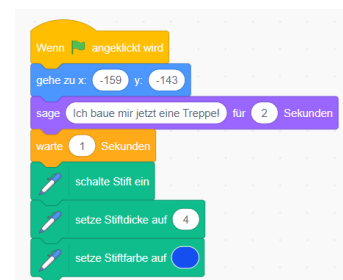 Wenn angeklickt wird
gehe zu x: -159 y: -143
sage Ich baue mir jetzt eine Treppe! für 2 Sekunden
warte 1 Sekunden
schalte Stift ein
setze Stiftdicke auf 4
setze Stiftfarbe auf